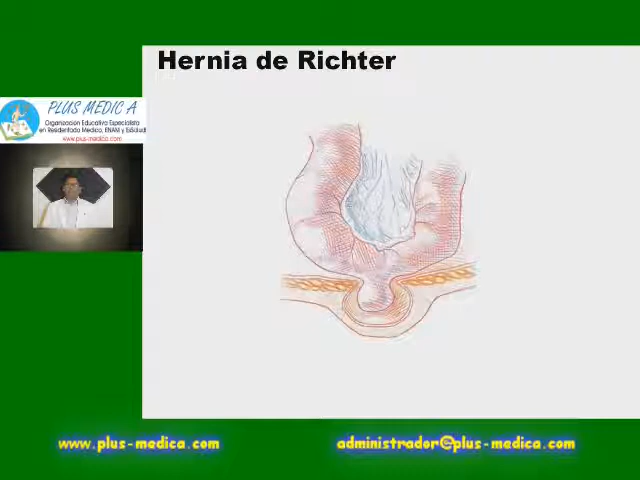 Hernia de Richter
PLUS MEDIC A
Organización Educativa Especialista
en Residentado Medico, ENAM y EsSalud
www.plus-medica.com
www.plus-medica.com
administrador@plus-medica.com